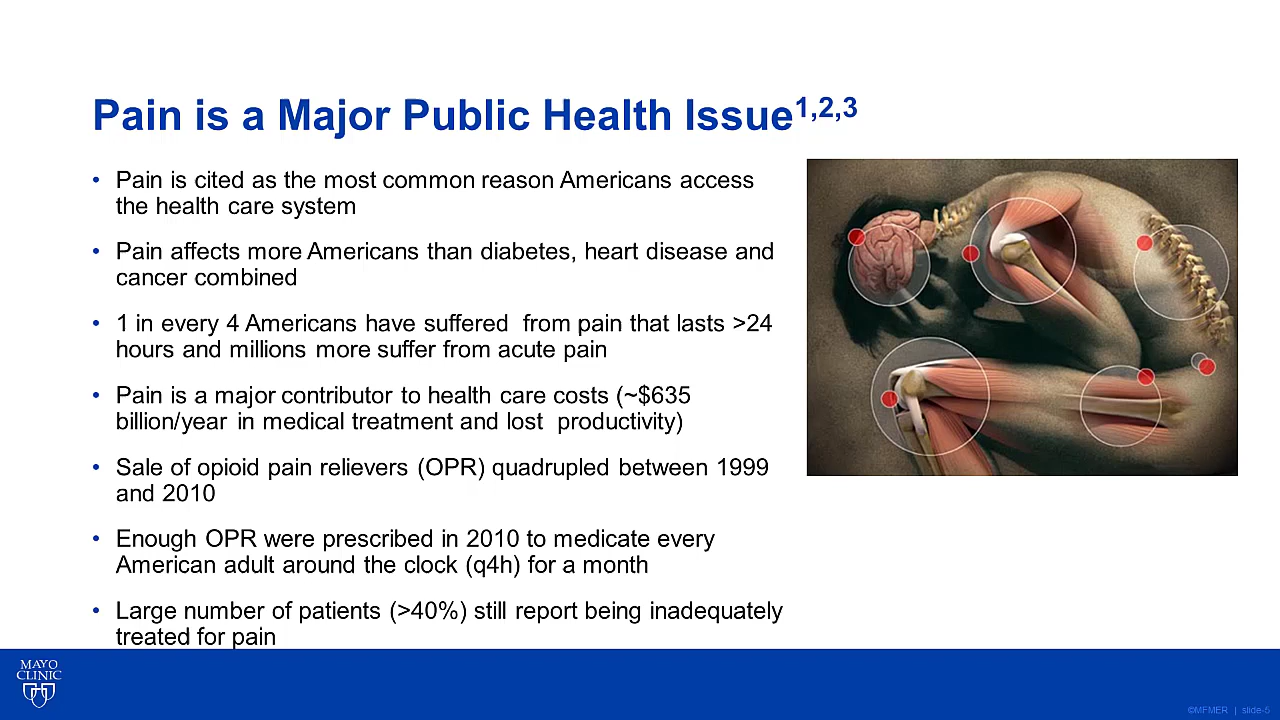 Pain is a Major Public Health Issue1,2,3
• Pain is cited as the most common reason Americans access
the health care system
• Pain affects more Americans than diabetes, heart disease and
cancer combined
• 1 in every 4 Americans have suffered from pain that lasts >24
hours and millions more suffer from acute pain
• Pain is a major contributor to health care costs (~$635
billion/year in medical treatment and lost productivity)
• Sale of opioid pain relievers (OPR) quadrupled between 1999
and 2010
• Enough OPR were prescribed in 2010 to medicate every
American adult around the clock (q4h) for a month
• Large number of patients (>40%) still report being inadequately
treated for pain
MAYO
CLINIC
©MFMER | slide-5